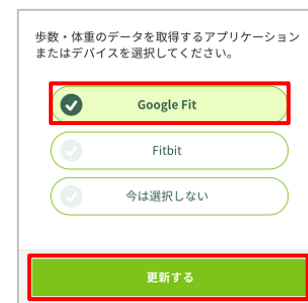 歩数・体重のデータを取得するアプリケーション
またはデバイスを選択してください。
Google Fit
Fitbit
今は選択しない
更新する